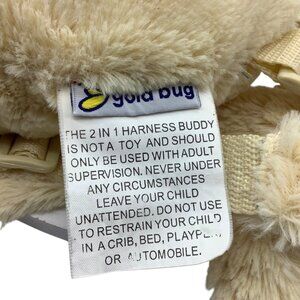 gold bug
THE 2 IN 1 HARNESS BUDDY
IS NOT A TOY AND SHOULD
ONLY BE USED WITH ADULT
SUPERVISION. NEVER UNDER
ANY CIRCUMSTANCES
LEAVE YOUR CHILD
UNATTENDED. DO NOT USE
TO RESTRAIN YOUR CHILD
IN A CRIB, BED, PLAYPEN,
OR AUTOMOBILE.